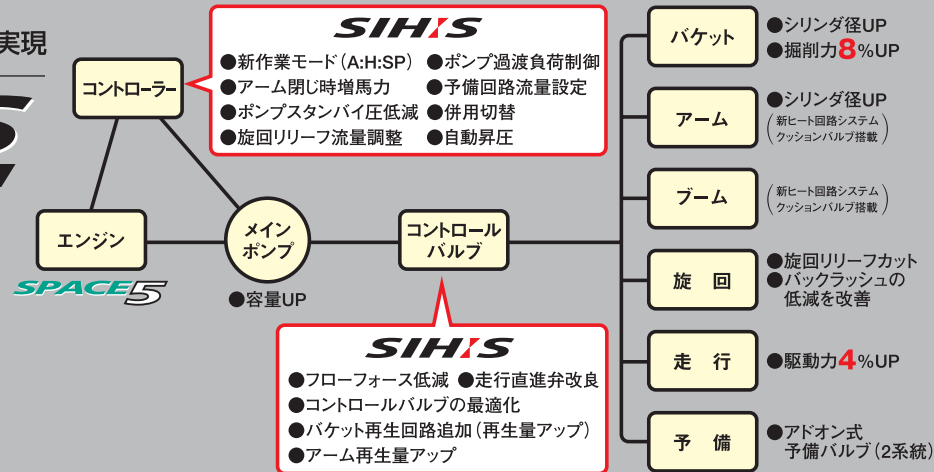 実現
S
コントローラー
SIH:S
●新作業モード（A:H:SP）
●アーム閉じ時増馬力
●ポンプスタンバイ圧低減
●旋回リリーフ流量調整
●ポンプ過渡負荷制御
●予備回路流量設定
●併用切替
●自動昇圧
エンジン
SPACE5
メイン
ポンプ
●容量UP
コントロール
バルブ
SIH:S
●フローフォース低減 ●走行直進弁改良
●コントロールバルブの最適化
●バケット再生回路追加（再生量アップ）
●アーム再生量アップ
バケット
●シリンダ径UP
●掘削力8%UP
アーム
●シリンダ径UP
（新ヒート回路システム
クッションバルブ搭載）
ブーム
（新ヒート回路システム
クッションバルブ搭載）
旋 回
●旋回リリーフカット
●バックラッシュの
低減を改善
走 行
●駆動力4%UP
予 備
●アドオン式
予備バルブ（2系統）